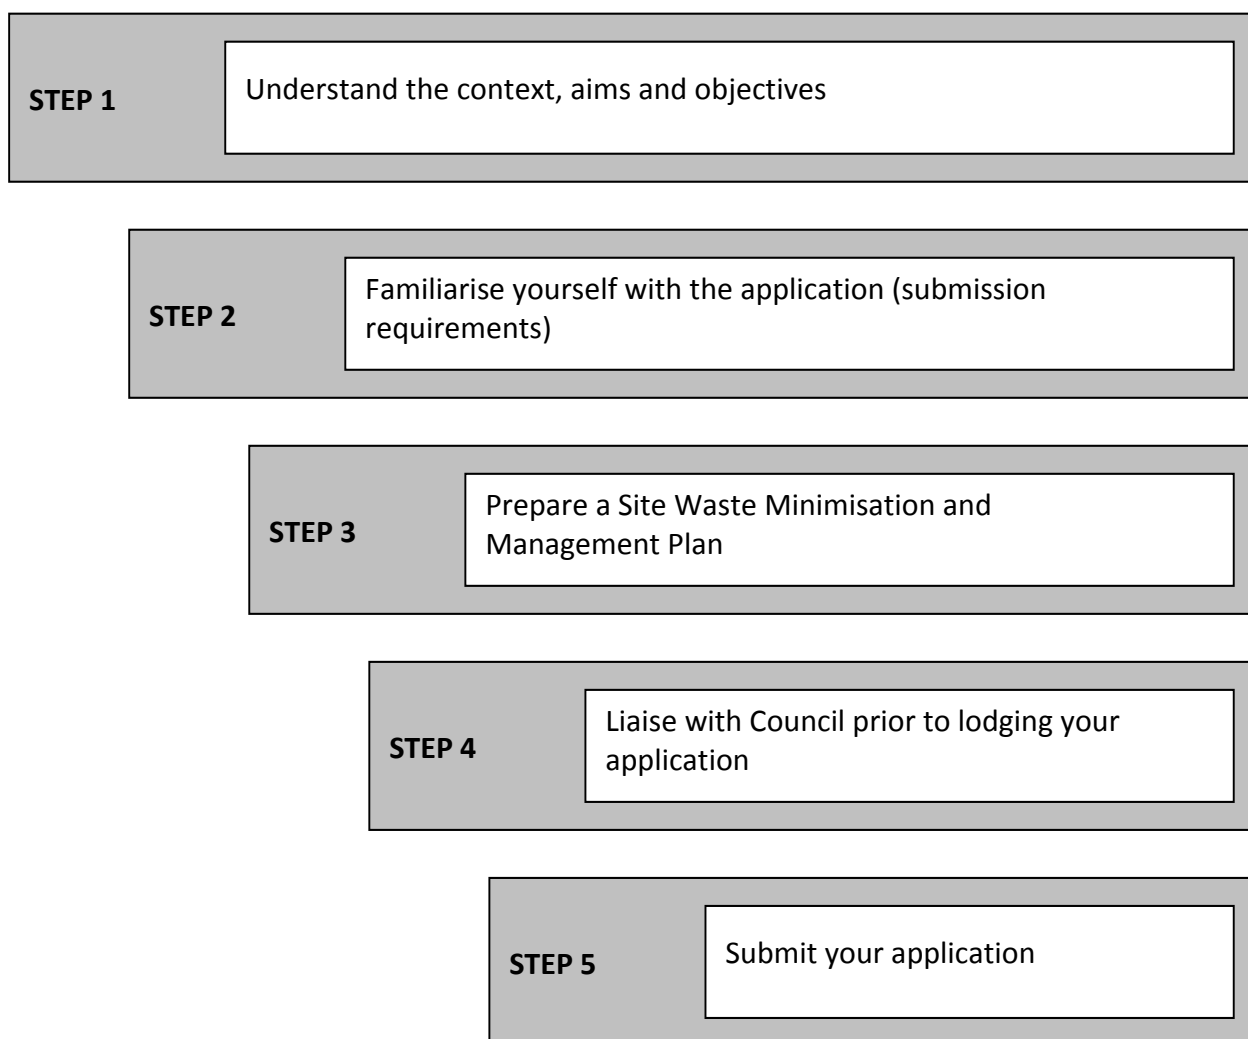 STEP 1
Understand the context, aims and objectives
STEP 2
Familiarise yourself with the application (submission
requirements)
STEP 3
Prepare a Site Waste Minimisation and
Management Plan
STEP 4
Liaise with Council prior to lodging your
application
STEP 5
Submit your application